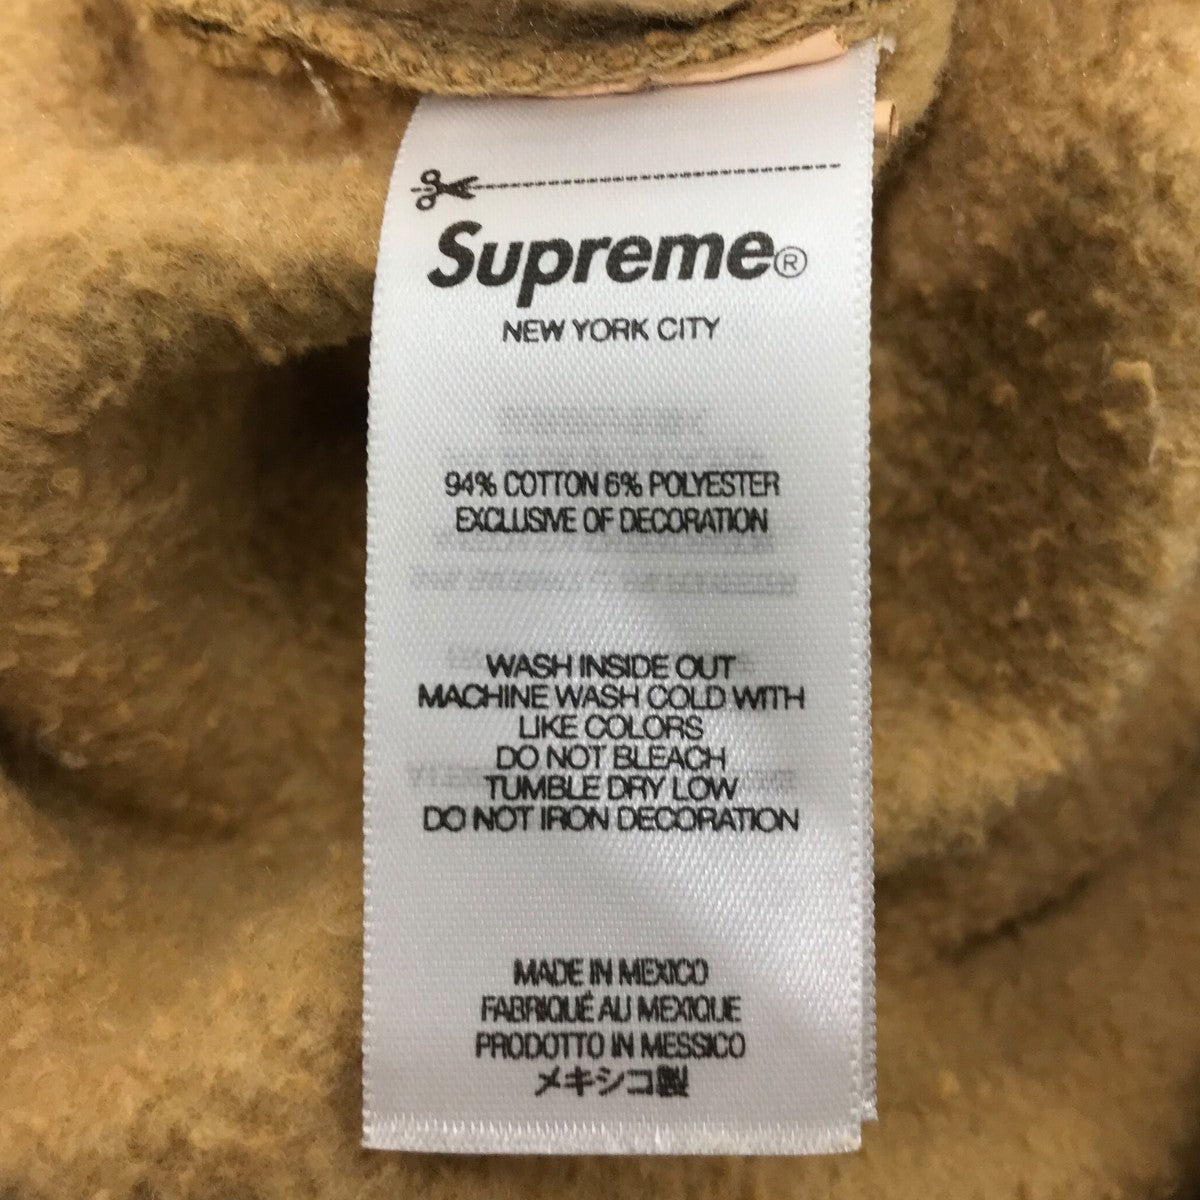 Supreme®
NEW YORK CITY
94% COTTON 6% POLYESTER
EXCLUSIVE OF DECORATION
WASH INSIDE OUT
MACHINE WASH COLD WITH
LIKE COLORS
DO NOT BLEACH
TUMBLE DRY LOW
DO NOT IRON DECORATION
MADE IN MEXICO
FABRIQUÉ AU MEXIQUE
PRODOTTO IN MESSICO
メキシコ製